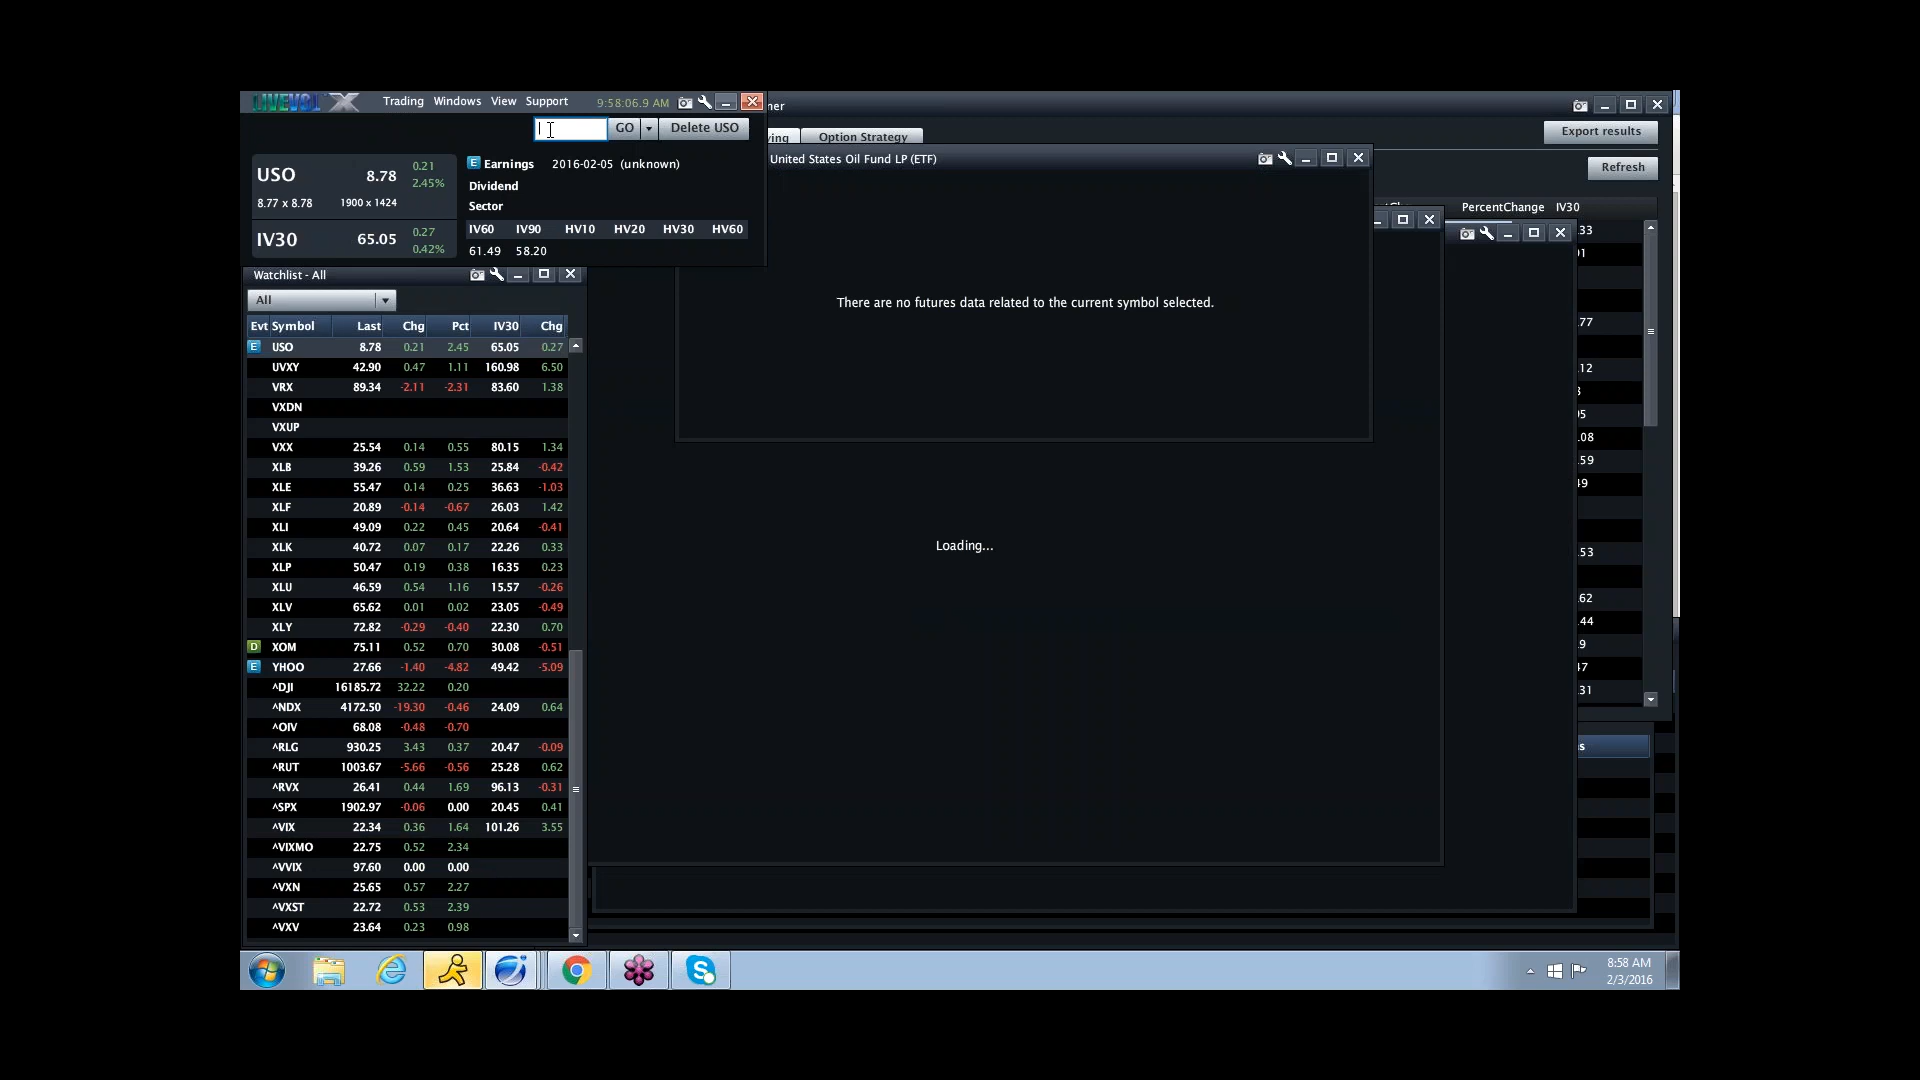 LIVEVOL X Trading Windows View Support 9:58:06.9 AM
GO Delete USO
USO 8.78 0.21 2.45%
8.77 x 8.78 1900 x 1424
IV30 65.05 0.27 0.42%
E Earnings 2016-02-05 (unknown)
Dividend
Sector
IV60 IV90 HV10 HV20 HV30 HV60
61.49 58.20
Option Strategy
Export results
United States Oil Fund LP (ETF)
Refresh
PercentChange IV30
There are no futures data related to the current symbol selected.
Loading...
Watchlist - All
All
Evt Symbol Last Chg Pct IV30 Chg
E USO 8.78 0.21 2.45 65.05 0.27
UVXY 42.90 0.47 1.11 160.98 6.50
VRX 89.34 -2.11 -2.31 83.60 1.38
VXDN
VXUP
VXX 25.54 0.14 0.55 80.15 1.34
XLB 39.26 0.59 1.53 25.84 -0.42
XLE 55.47 0.14 0.25 36.63 -1.03
XLF 20.89 -0.14 -0.67 26.03 1.42
XLI 49.09 0.22 0.45 20.64 -0.41
XLK 40.72 0.07 0.17 22.26 0.33
XLP 50.47 0.19 0.38 16.35 0.23
XLU 46.59 0.54 1.16 15.57 -0.26
XLV 65.62 0.01 0.02 23.05 -0.49
XLY 72.82 -0.29 -0.40 22.30 0.70
D XOM 75.11 0.52 0.70 30.08 -0.51
E YHOO 27.66 -1.40 -4.82 49.42 -5.09
^DJI 16185.72 32.22 0.20
^NDX 4172.50 -19.30 -0.46 24.09 0.64
^OIV 68.08 -0.48 -0.70
^RLG 930.25 3.43 0.37 20.47 -0.09
^RUT 1003.67 -5.66 -0.56 25.28 0.62
^RVX 26.41 0.44 1.69 96.13 -0.31
^SPX 1902.97 -0.06 0.00 20.45 0.41
^VIX 22.34 0.36 1.64 101.26 3.55
^VIXMO 22.75 0.52 2.34
^VVIX 97.60 0.00 0.00
^VXN 25.65 0.57 2.27
^VXST 22.72 0.53 2.39
^VXV 23.64 0.23 0.98
8:58 AM
2/3/2016